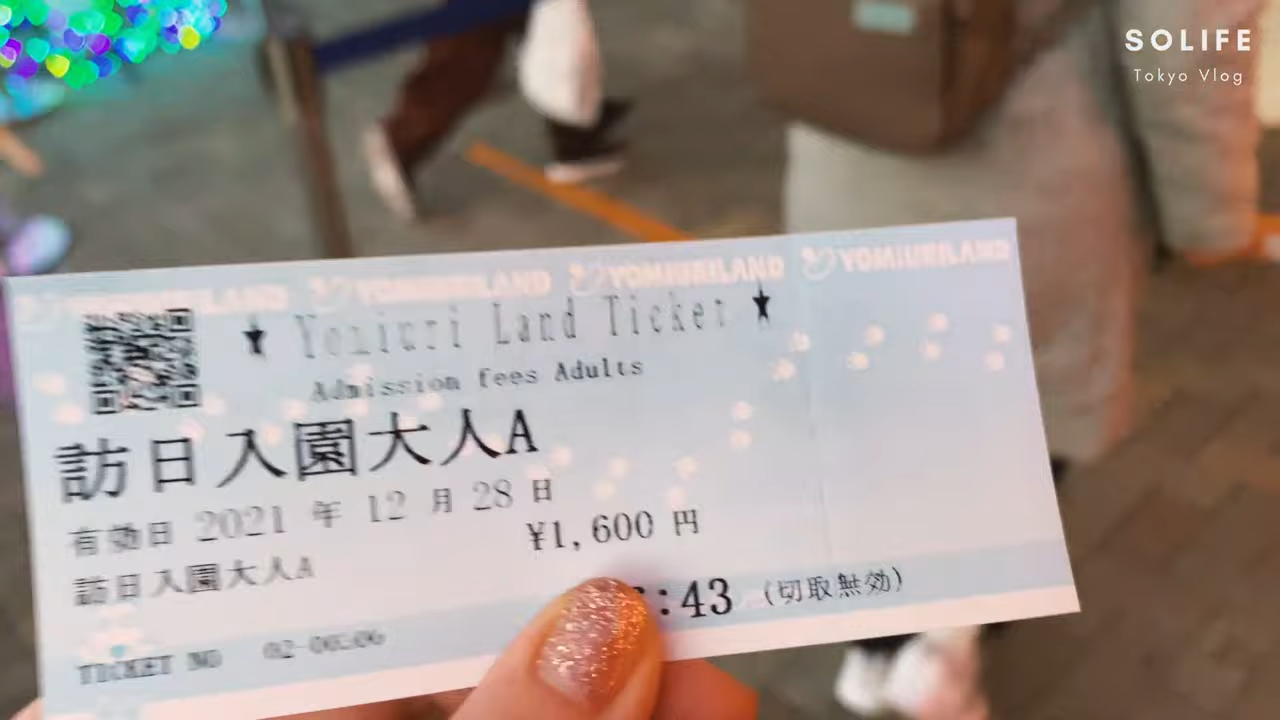 SOLIFE
Tokyo Vlog
YOMIURILAND YOMIURILAND YOMIURILAND
★ Yomiuri Land Ticket ★
Admission fees Adults
訪日入園大人A
有効日 2021 年 12 月 28 日
¥1,600 円
訪日入園大人A
:43 (切取無効)
TICKET NO